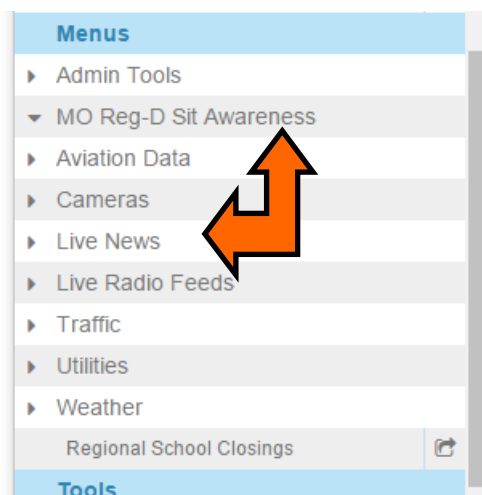 Menus
Admin Tools
MO Reg-D Sit Awareness
Aviation Data
Cameras
Live News
Live Radio Feeds
Traffic
Utilities
Weather
Regional School Closings
Tools